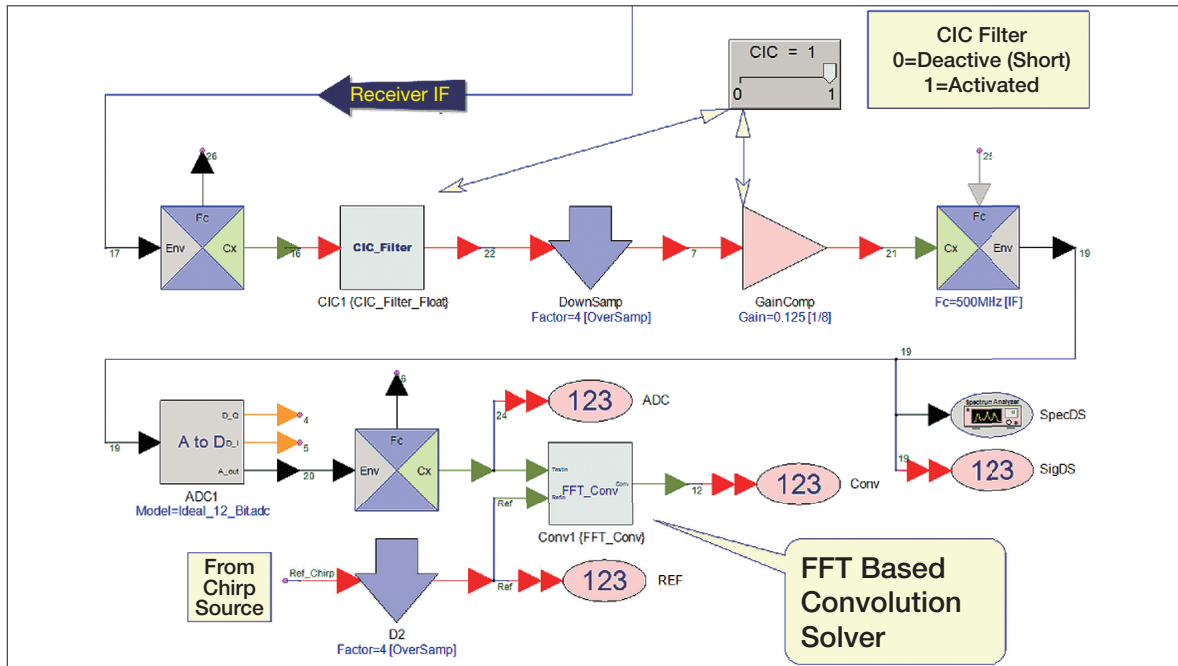 Receiver IF
CIC = 1
0 1
CIC Filter
0=Deactive (Short)
1=Activated
26
25
Fc
Env
Cx
17
16
CIC_Filter
22
7
21
Fc
Cx
Env
19
CIC1 {CIC_Filter_Float}
DownSamp
Factor=4 [OverSamp]
GainComp
Gain=0.125 [1/8]
Fc=500MHz [IF]
19
6
19
A to D
D_Q
D_I
A_out
4
5
20
ADC1
Model=Ideal_12_Bitadc
Fc
Env
Cx
24
123
ADC
Spectrum Analyzer
SpecDS
19
123
SigDS
TestIn
RefIn
FFT_Conv
Conv
12
123
Conv
Ref
Conv1 {FFT_Conv}
From
Chirp
Source
Ref_Chirp
Ref
123
REF
D2
Factor=4 [OverSamp]
FFT Based
Convolution
Solver